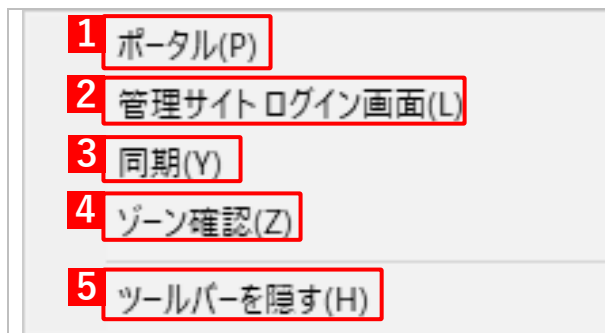 1 ポータル(P)
2 管理サイト ログイン画面(L)
3 同期(Y)
4 ゾーン確認(Z)
5 ツールバーを隠す(H)